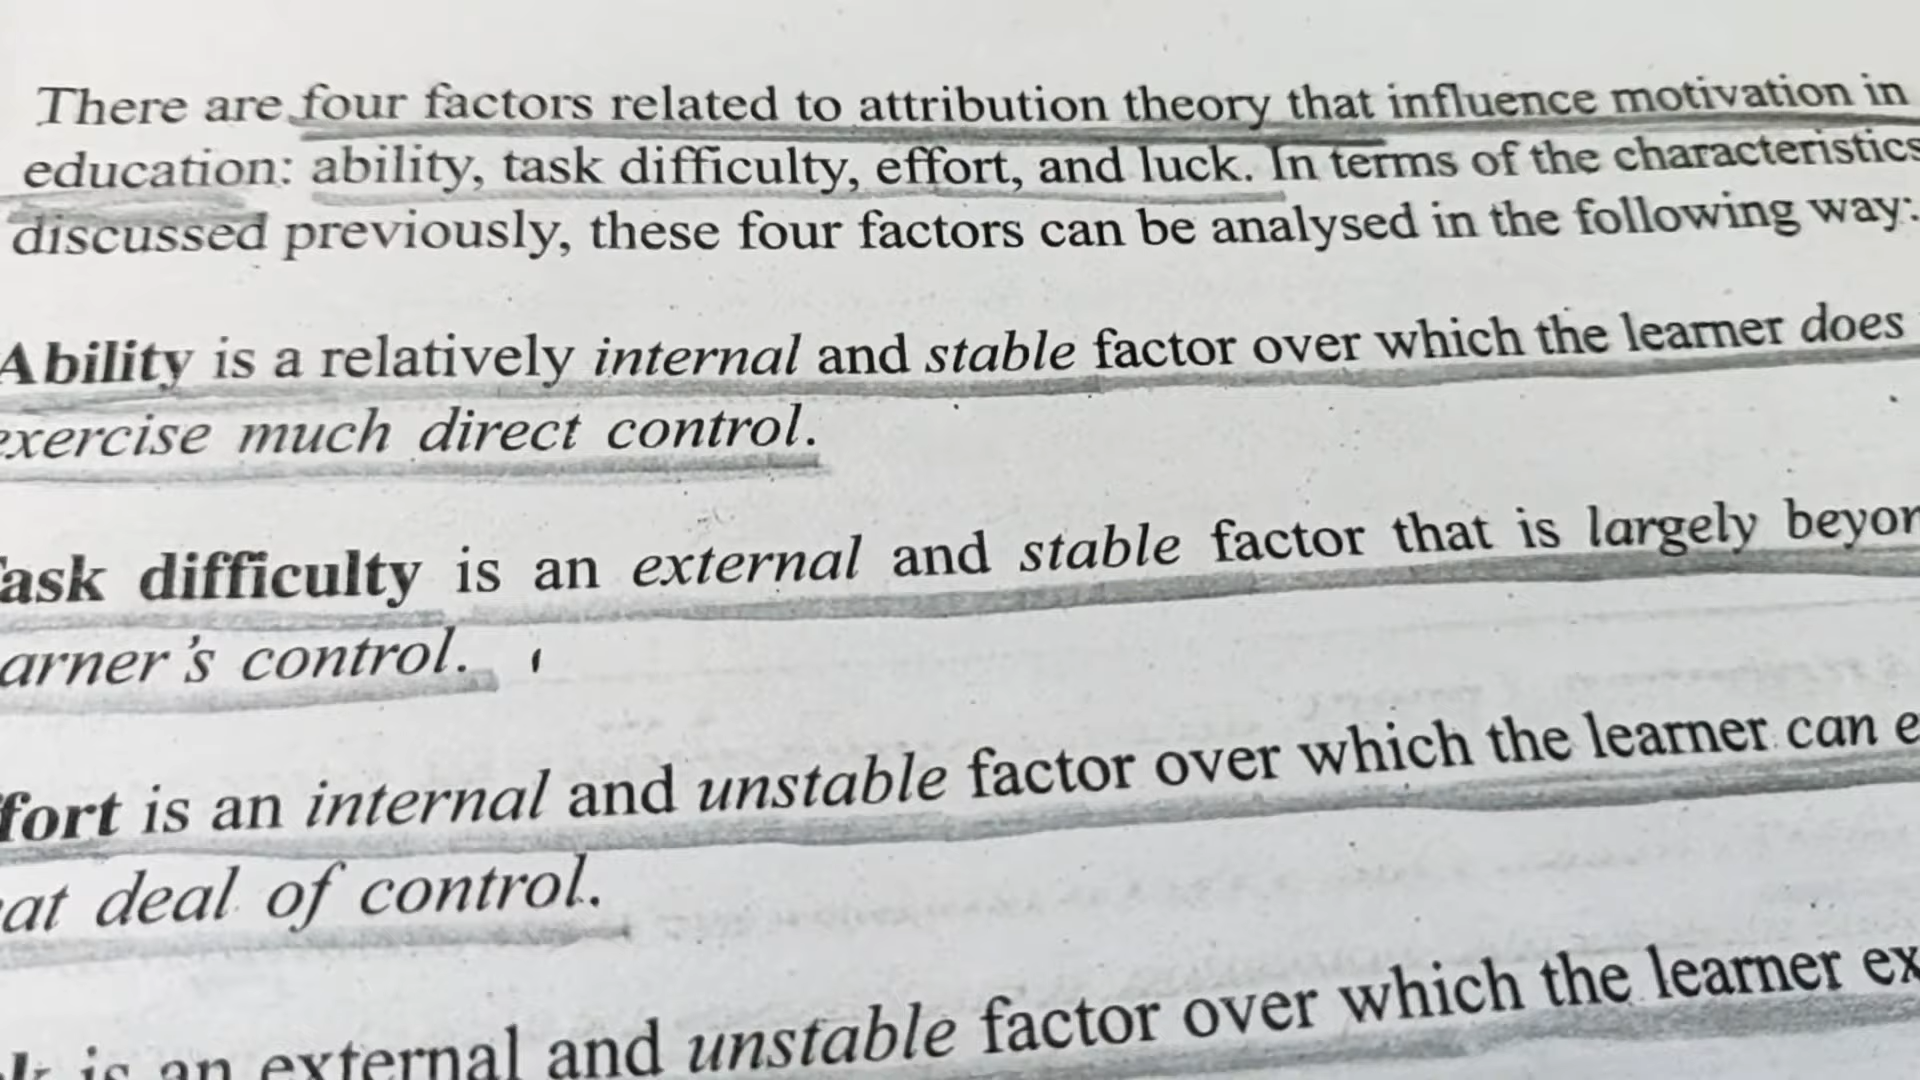 There are four factors related to attribution theory that influence motivation in
education: ability, task difficulty, effort, and luck. In terms of the characteristics
discussed previously, these four factors can be analysed in the following way:
Ability is a relatively internal and stable factor over which the learner does
exercise much direct control.
ask difficulty is an external and stable factor that is largely beyon
arner's control.
fort is an internal and unstable factor over which the learner can e
at deal of control.
k is an external and unstable factor over which the learner ex